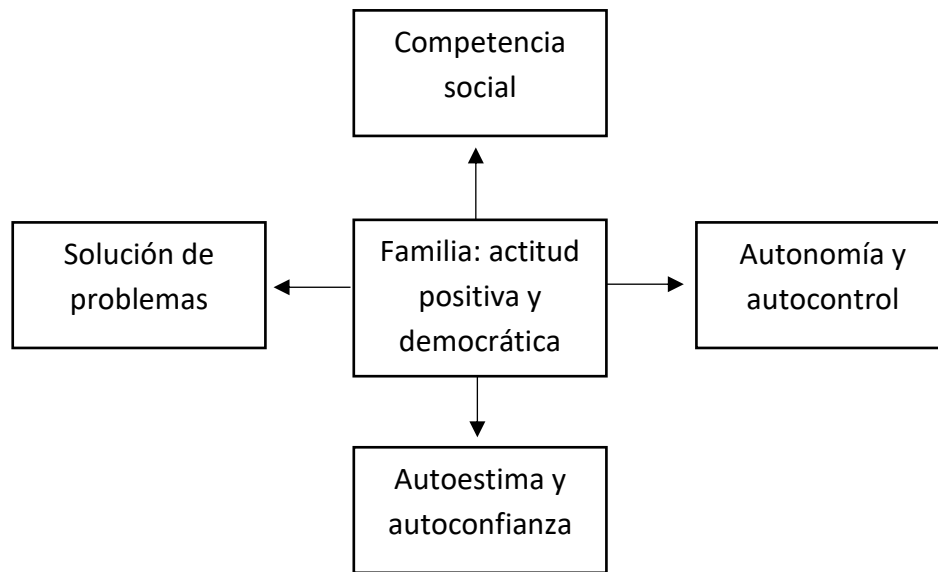 Competencia
social
Solución de
problemas
Familia: actitud
positiva y
democrática
Autonomía y
autocontrol
Autoestima y
autoconfianza